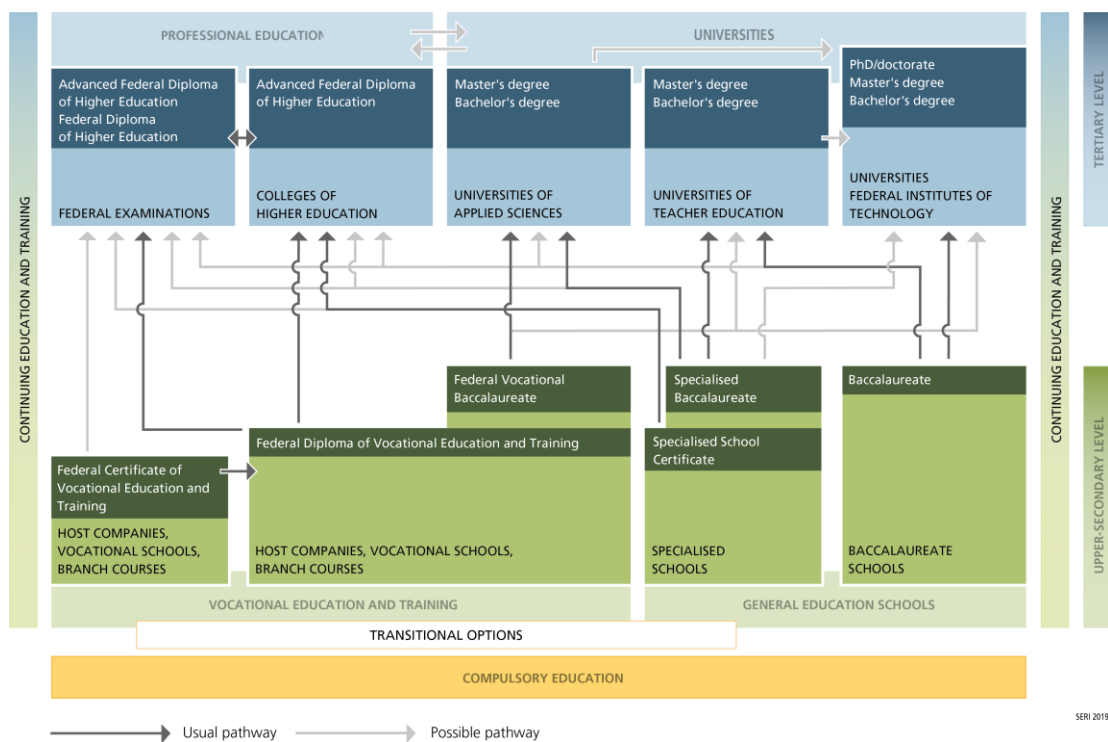 PROFESSIONAL EDUCATION
UNIVERSITIES
Advanced Federal Diploma
of Higher Education
Federal Diploma
of Higher Education
FEDERAL EXAMINATIONS
Advanced Federal Diploma
of Higher Education
COLLEGES OF
HIGHER EDUCATION
Master's degree
Bachelor's degree
UNIVERSITIES OF
APPLIED SCIENCES
Master's degree
Bachelor's degree
UNIVERSITIES OF
TEACHER EDUCATION
PhD/doctorate
Master's degree
Bachelor's degree
UNIVERSITIES
FEDERAL INSTITUTES OF
TECHNOLOGY
CONTINUING EDUCATION AND TRAINING
CONTINUING EDUCATION AND TRAINING
TERTIARY LEVEL
UPPER-SECONDARY LEVEL
Federal Vocational
Baccalaureate
Specialised
Baccalaureate
Baccalaureate
Federal Diploma of Vocational Education and Training
Specialised School
Certificate
Federal Certificate of
Vocational Education and
Training
HOST COMPANIES,
VOCATIONAL SCHOOLS,
BRANCH COURSES
HOST COMPANIES, VOCATIONAL SCHOOLS,
BRANCH COURSES
SPECIALISED
SCHOOLS
BACCALAUREATE
SCHOOLS
VOCATIONAL EDUCATION AND TRAINING
GENERAL EDUCATION SCHOOLS
TRANSITIONAL OPTIONS
COMPULSORY EDUCATION
Usual pathway
Possible pathway
SERI 2019